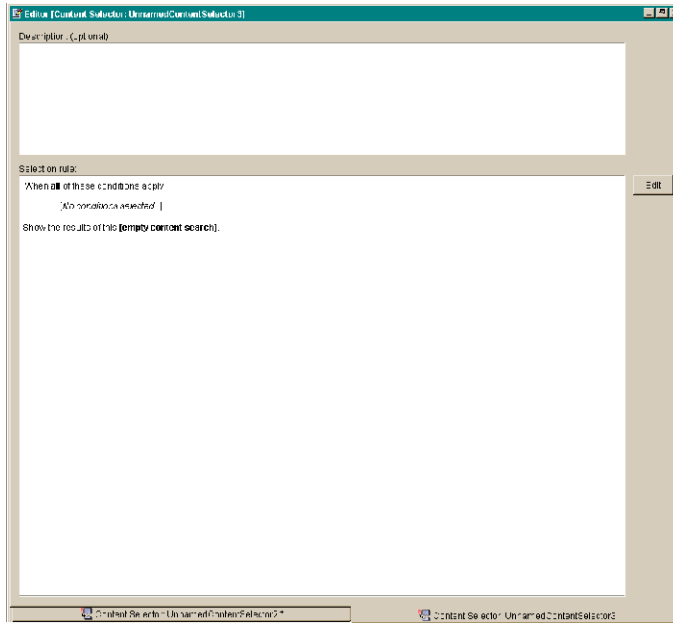 Editor [Content Selector: UnnamedContentSelector3]
Description: (optional)
Selection rule:
When all of these conditions apply
[No conditions selected. ]
Edit
Show the results of this [empty content search].
Content Selector: UnnamedContentSelector2 *
Content Selector: UnnamedContentSelector3